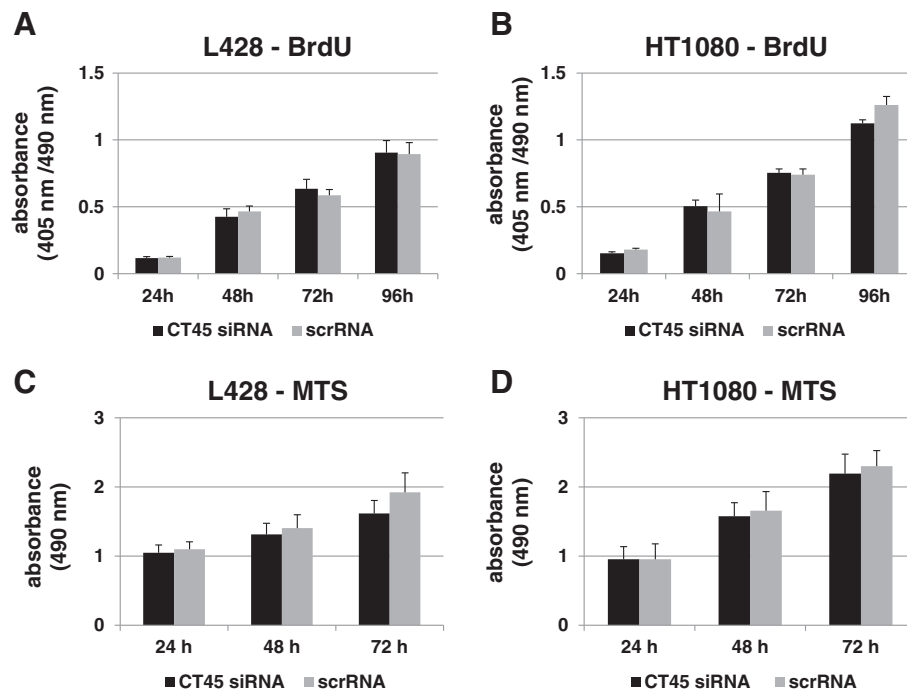 A
L428 - BrdU
absorbance
(405 nm /490 nm)
1.5
1
0.5
0
24h 48h 72h 96h
CT45 siRNA scrRNA
B
HT1080 - BrdU
absorbance
(405 nm /490 nm)
1.5
1
0.5
0
24h 48h 72h 96h
CT45 siRNA scrRNA
C
L428 - MTS
absorbance
(490 nm)
3
2
1
0
24 h 48 h 72 h
CT45 siRNA scrRNA
D
HT1080 - MTS
absorbance
(490 nm)
3
2
1
0
24 h 48 h 72 h
CT45 siRNA scrRNA